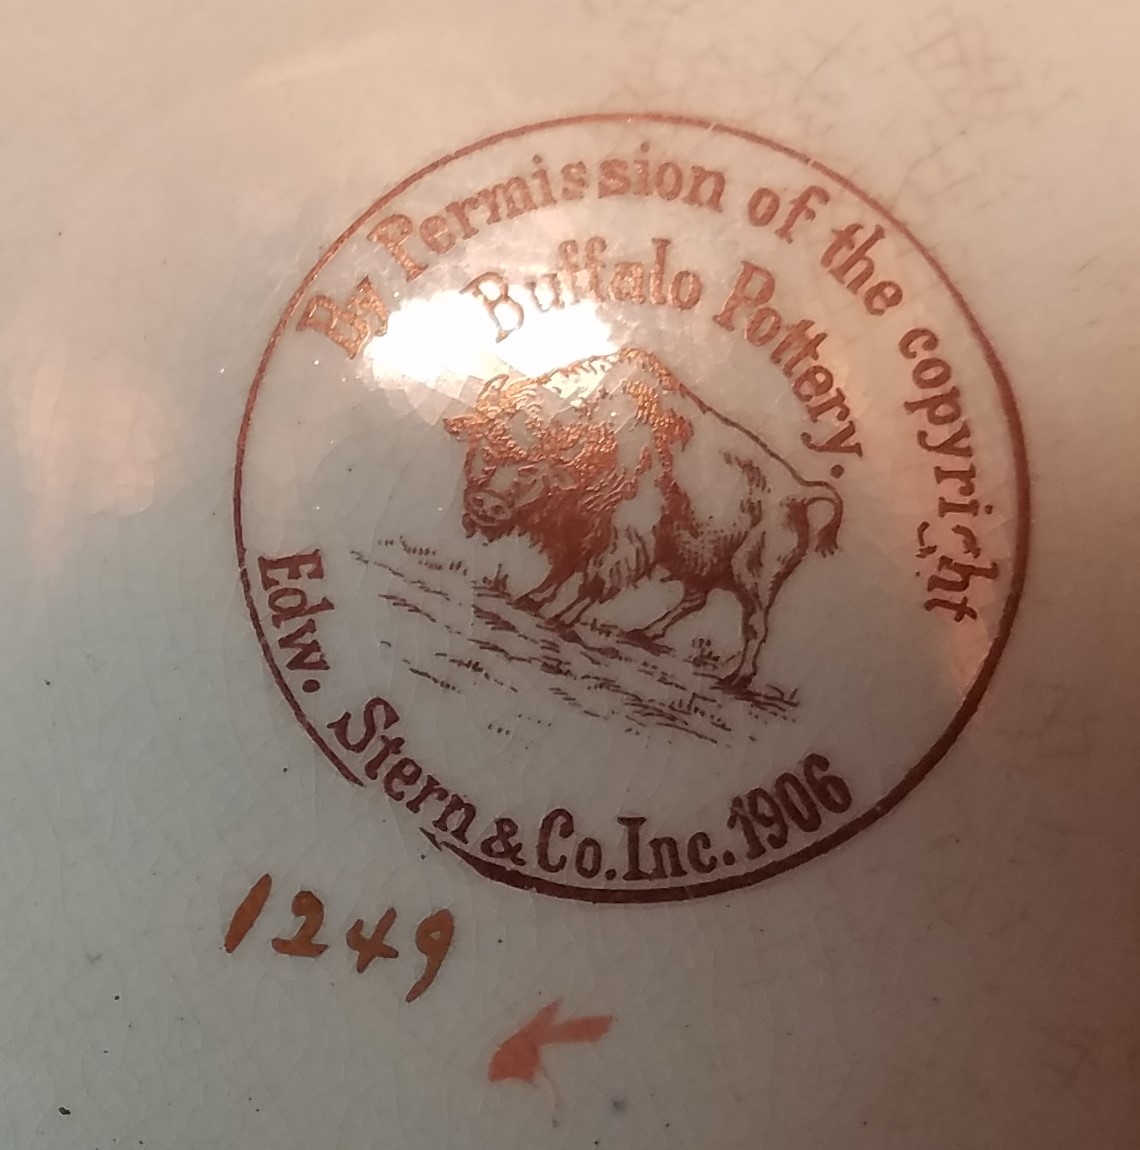 By Permission of the copyright
Buffalo Pottery.
Edw. Stern & Co. Inc. 1906
1249